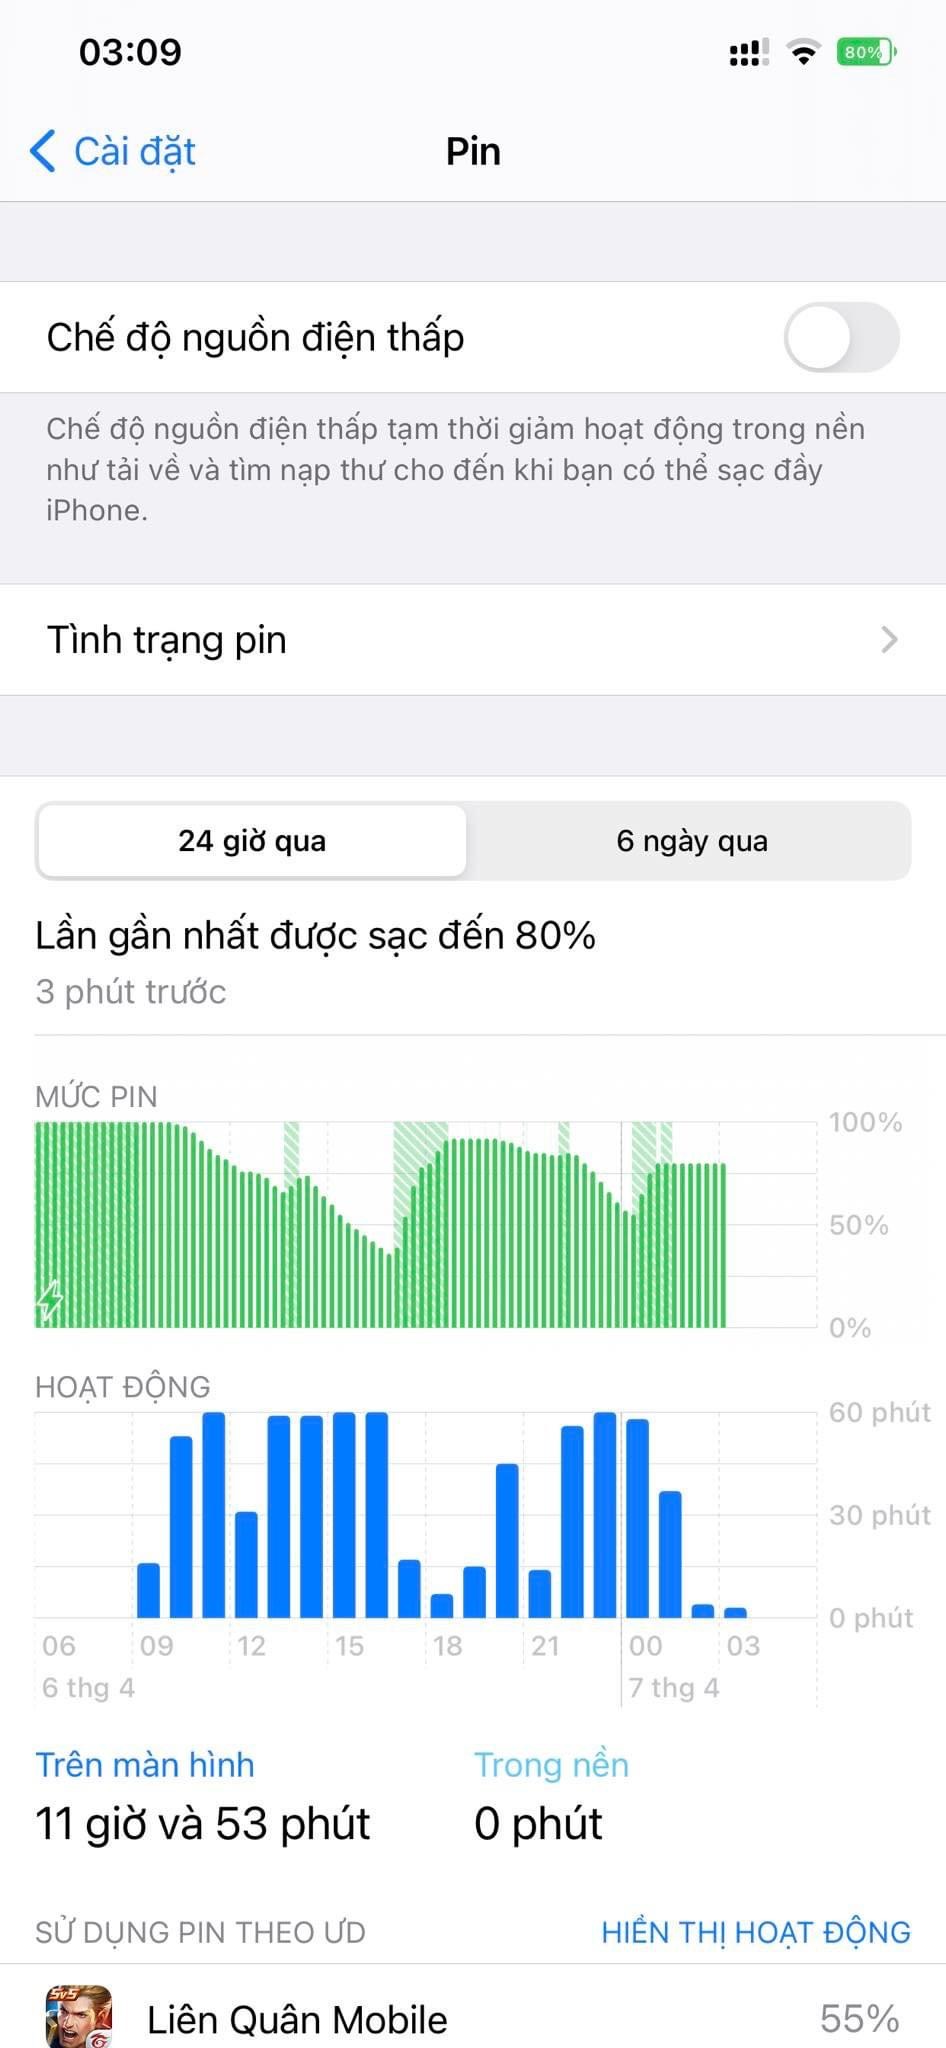 03:09
80%
Cài đặt
Pin
Chế độ nguồn điện thấp
Chế độ nguồn điện thấp tạm thời giảm hoạt động trong nền
như tải về và tìm nạp thư cho đến khi bạn có thể sạc đầy
iPhone.
Tình trạng pin
24 giờ qua
6 ngày qua
Lần gần nhất được sạc đến 80%
3 phút trước
MỨC PIN
100%
50%
0%
HOẠT ĐỘNG
60 phút
30 phút
0 phút
06 09 12 15 18 21 00 03
6 thg 4 7 thg 4
Trên màn hình
11 giờ và 53 phút
Trong nền
0 phút
SỬ DỤNG PIN THEO ƯD
HIỂN THỊ HOẠT ĐỘNG
5v5
Liên Quân Mobile
55%